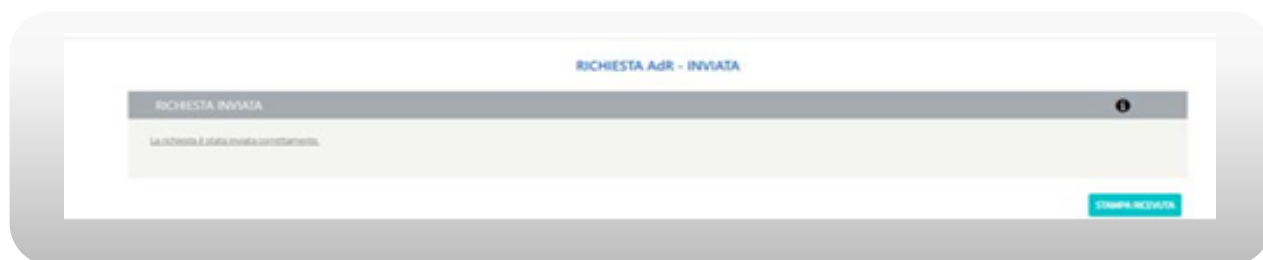 RICHIESTA AdR - INVIATA
RICHIESTA INVIATA
La richiesta è stata inviata correttamente.
STAMPA RICEVUTA